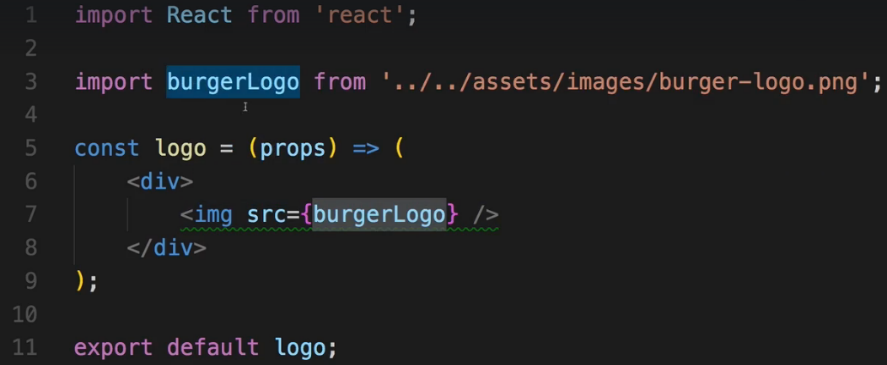 1 import React from 'react';
2
3 import burgerLogo from '../../assets/images/burger-logo.png';
4
5 const logo = (props) => (
6     <div>
7         <img src={burgerLogo} />
8     </div>
9 );
10
11 export default logo;